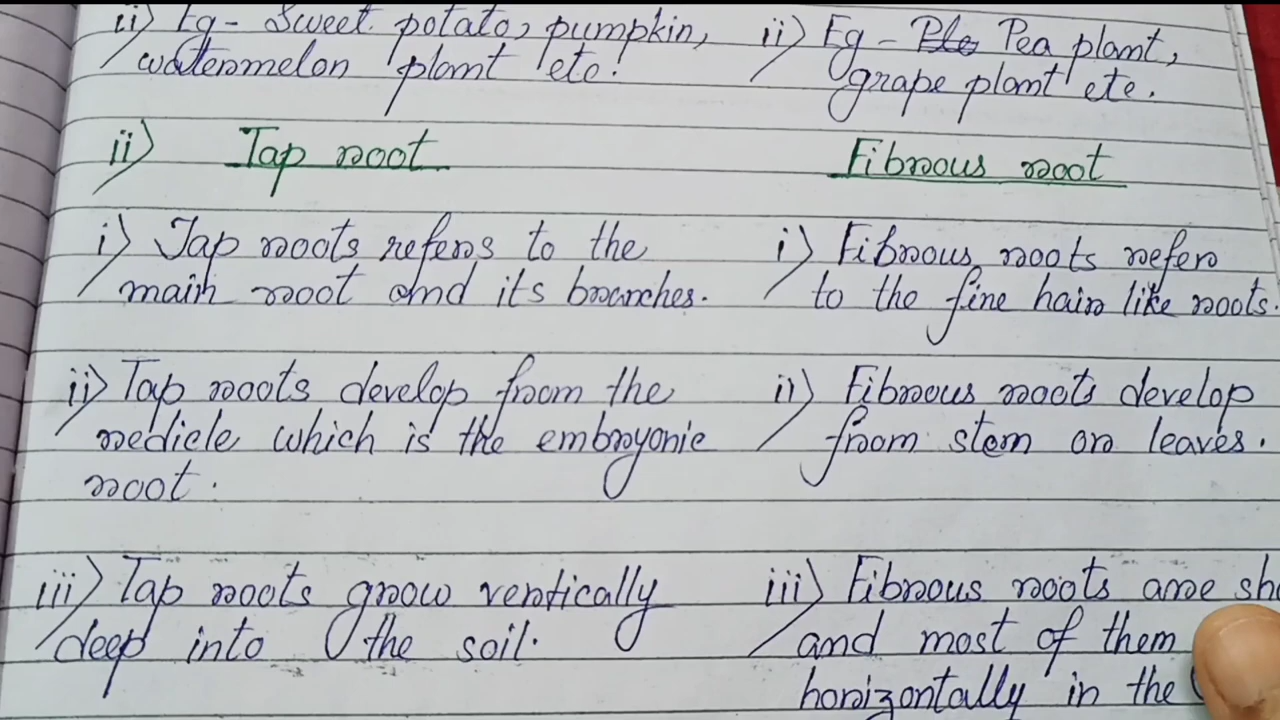 ii) Eg - Sweet potato, pumpkin,
watermelon plant etc.
ii) Eg - Pea plant,
grape plant etc.
ii) Tap root
Fibrous root
i) Tap roots refers to the
main root and its branches.
i) Fibrous roots refer
to the fine hair like roots.
ii) Tap roots develop from the
redicle which is the embryonic
root.
ii) Fibrous roots develop
from stem or leaves.
iii) Tap roots grow vertically
deep into the soil.
iii) Fibrous roots are sho
and most of them
horizontally in the